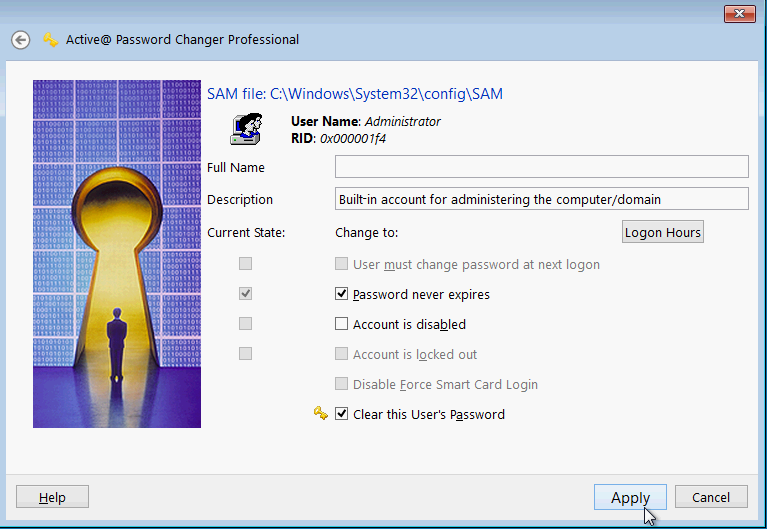 Active@ Password Changer Professional
SAM file: C:\Windows\System32\config\SAM
User Name: Administrator
RID: 0x000001f4
Full Name
Description Built-in account for administering the computer/domain
Current State: Change to: Logon Hours
User must change password at next logon
Password never expires
Account is disabled
Account is locked out
Disable Force Smart Card Login
Clear this User's Password
Help Apply Cancel